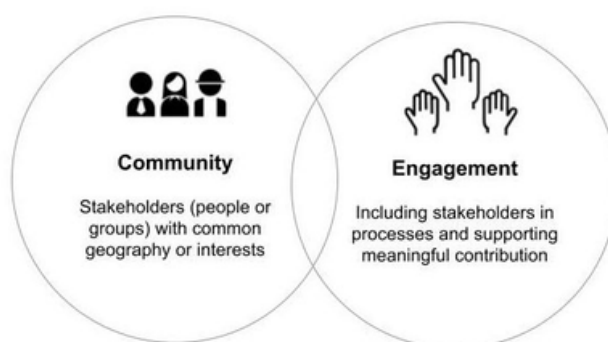 Community
Stakeholders (people or
groups) with common
geography or interests
Engagement
Including stakeholders in
processes and supporting
meaningful contribution